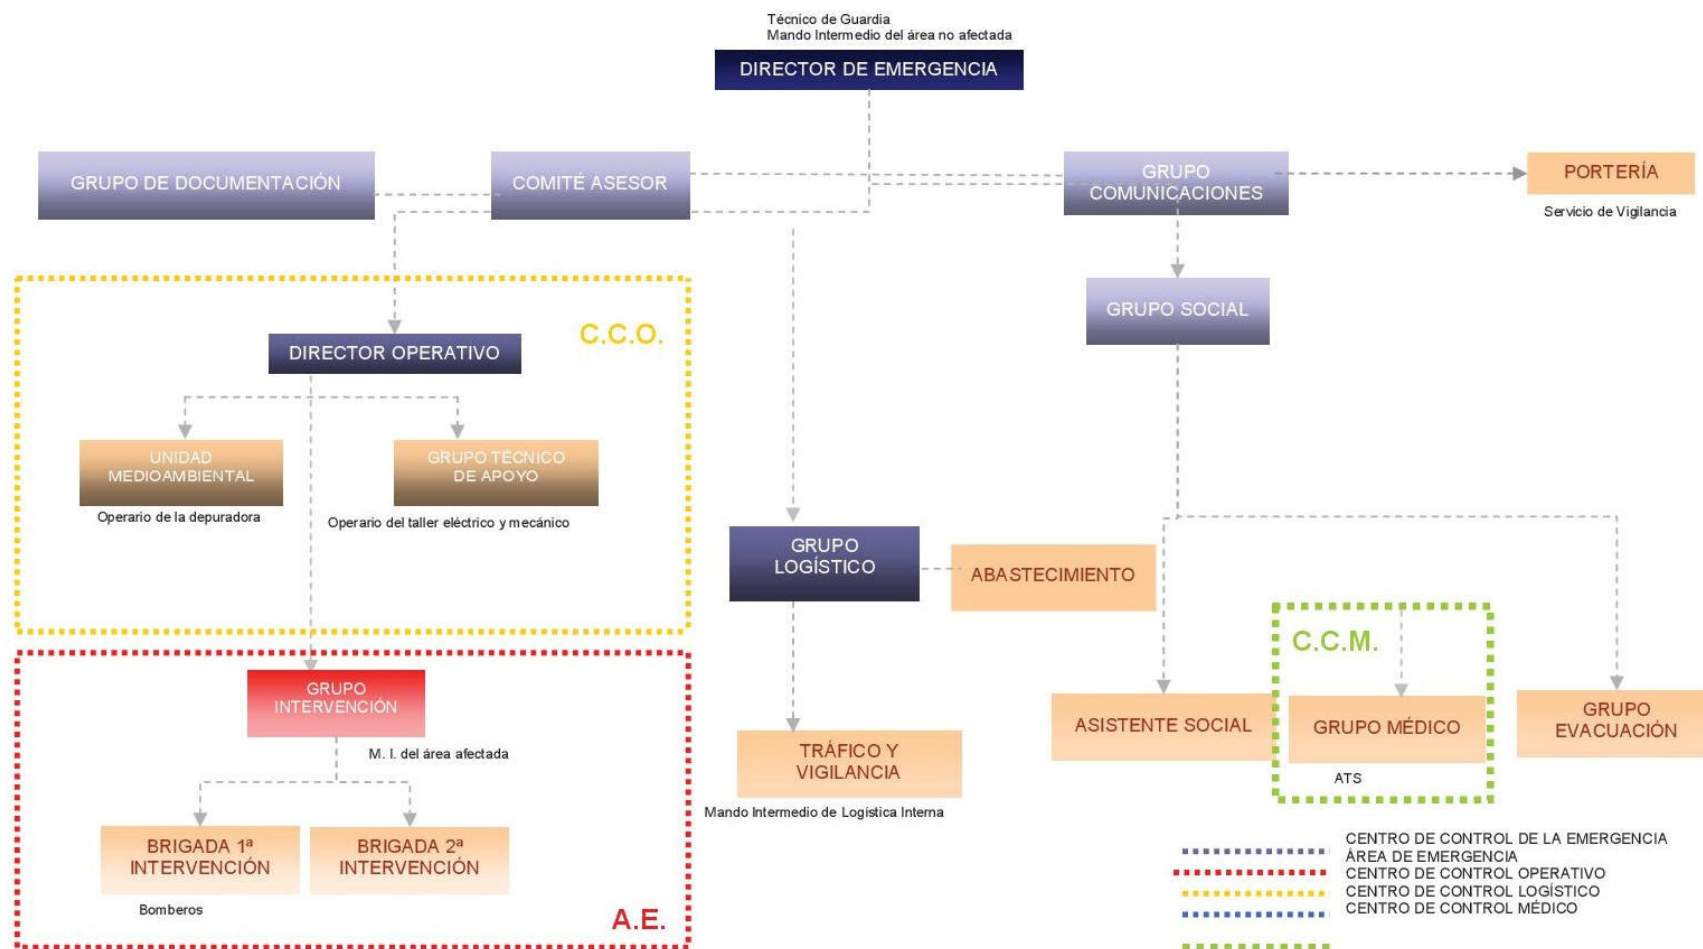 Técnico de Guardia
Mando Intermedio del área no afectada
DIRECTOR DE EMERGENCIA
GRUPO DE DOCUMENTACIÓN
COMITÉ ASESOR
GRUPO
COMUNICACIONES
PORTERÍA
Servicio de Vigilancia
GRUPO SOCIAL
C.C.O.
DIRECTOR OPERATIVO
UNIDAD
MEDIOAMBIENTAL
Operario de la depuradora
GRUPO TÉCNICO
DE APOYO
Operario del taller eléctrico y mecánico
GRUPO
LOGÍSTICO
ABASTECIMIENTO
TRÁFICO Y
VIGILANCIA
Mando Intermedio de Logística Interna
ASISTENTE SOCIAL
C.C.M.
GRUPO MÉDICO
ATS
GRUPO
EVACUACIÓN
GRUPO
INTERVENCIÓN
M. I. del área afectada
BRIGADA 1ª
INTERVENCIÓN
Bomberos
BRIGADA 2ª
INTERVENCIÓN
A.E.
CENTRO DE CONTROL DE LA EMERGENCIA
ÁREA DE EMERGENCIA
CENTRO DE CONTROL OPERATIVO
CENTRO DE CONTROL LOGÍSTICO
CENTRO DE CONTROL MÉDICO